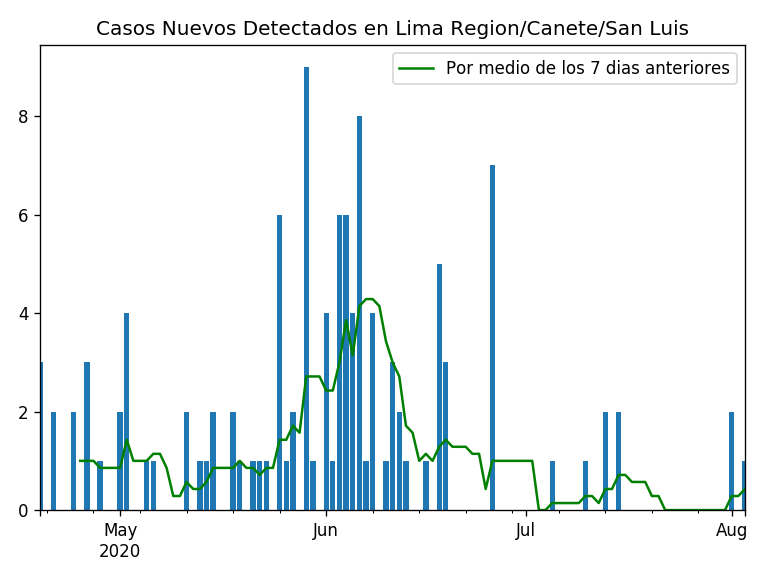 Casos Nuevos Detectados en Lima Region/Canete/San Luis
Por medio de los 7 dias anteriores
8
6
4
2
0
May Jun Jul Aug
2020